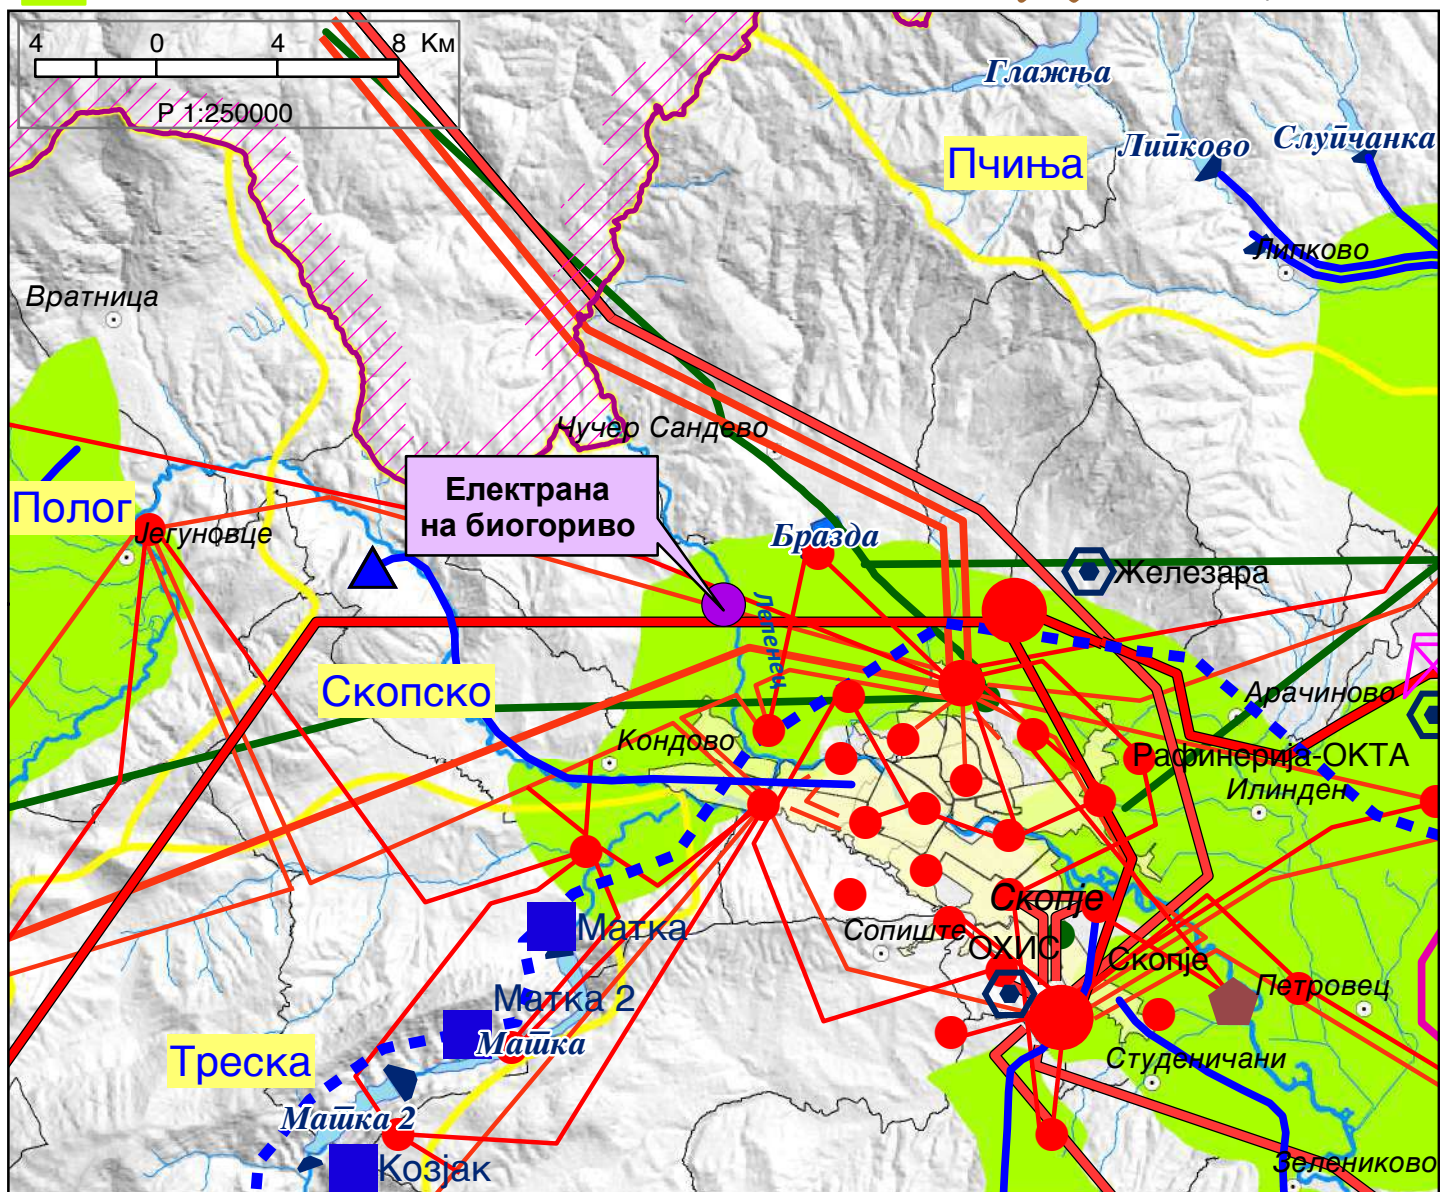 4 0 4 8 Км
Р 1:250000
Глажња
Пчиња
Липково
Слупчанка
Липково
Вратница
Чучер Сандево
Електрана
на биогориво
Полог
Јегуновце
Бразда
Железара
Лепенец
Скопско
Арачиново
Кондово
Рафинерија-ОКТА
Илинден
Скопје
Матка
Сопиште
ОХИС
Скопје
Петровец
Матка 2
Матка
Треска
Студеничани
Матка 2
Козјак
Зелениково